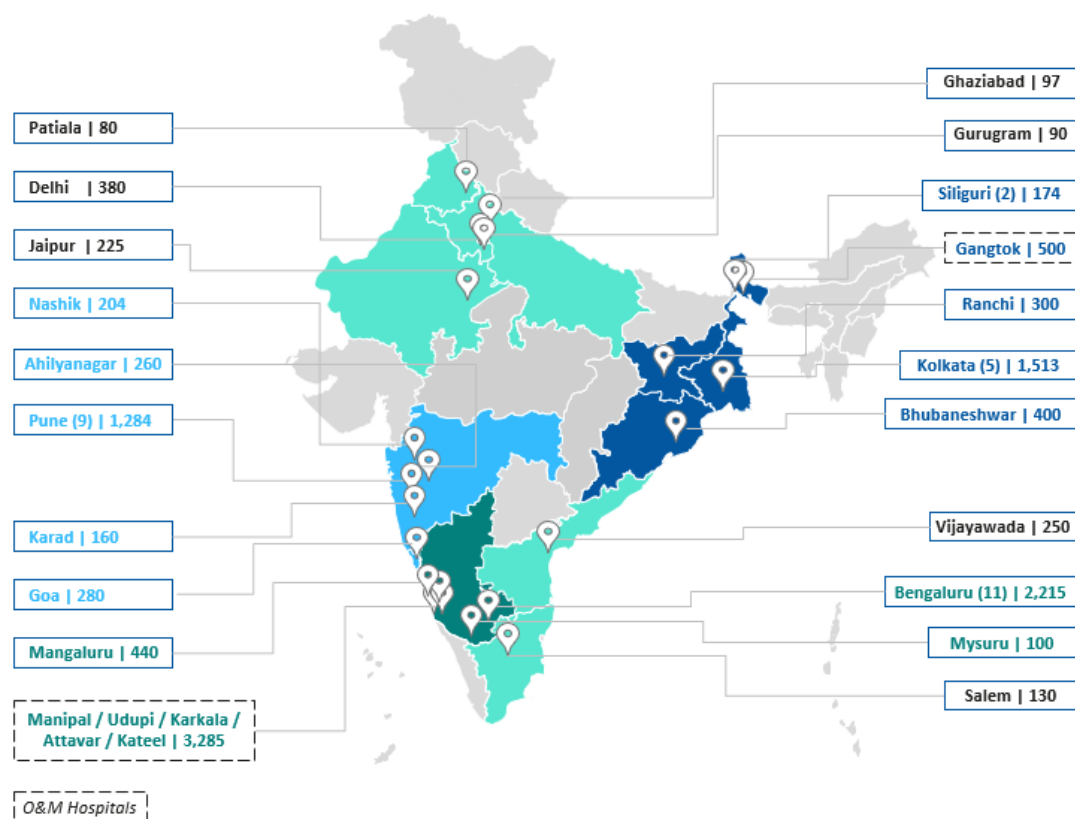 Patiala | 80
Delhi | 380
Jaipur | 225
Nashik | 204
Ahilyanagar | 260
Pune (9) | 1,284
Karad | 160
Goa | 280
Mangaluru | 440
Manipal / Udupi / Karkala /
Attavar / Kateel | 3,285
O&M Hospitals
Ghaziabad | 97
Gurugram | 90
Siliguri (2) | 174
Gangtok | 500
Ranchi | 300
Kolkata (5) | 1,513
Bhubaneshwar | 400
Vijayawada | 250
Bengaluru (11) | 2,215
Mysuru | 100
Salem | 130